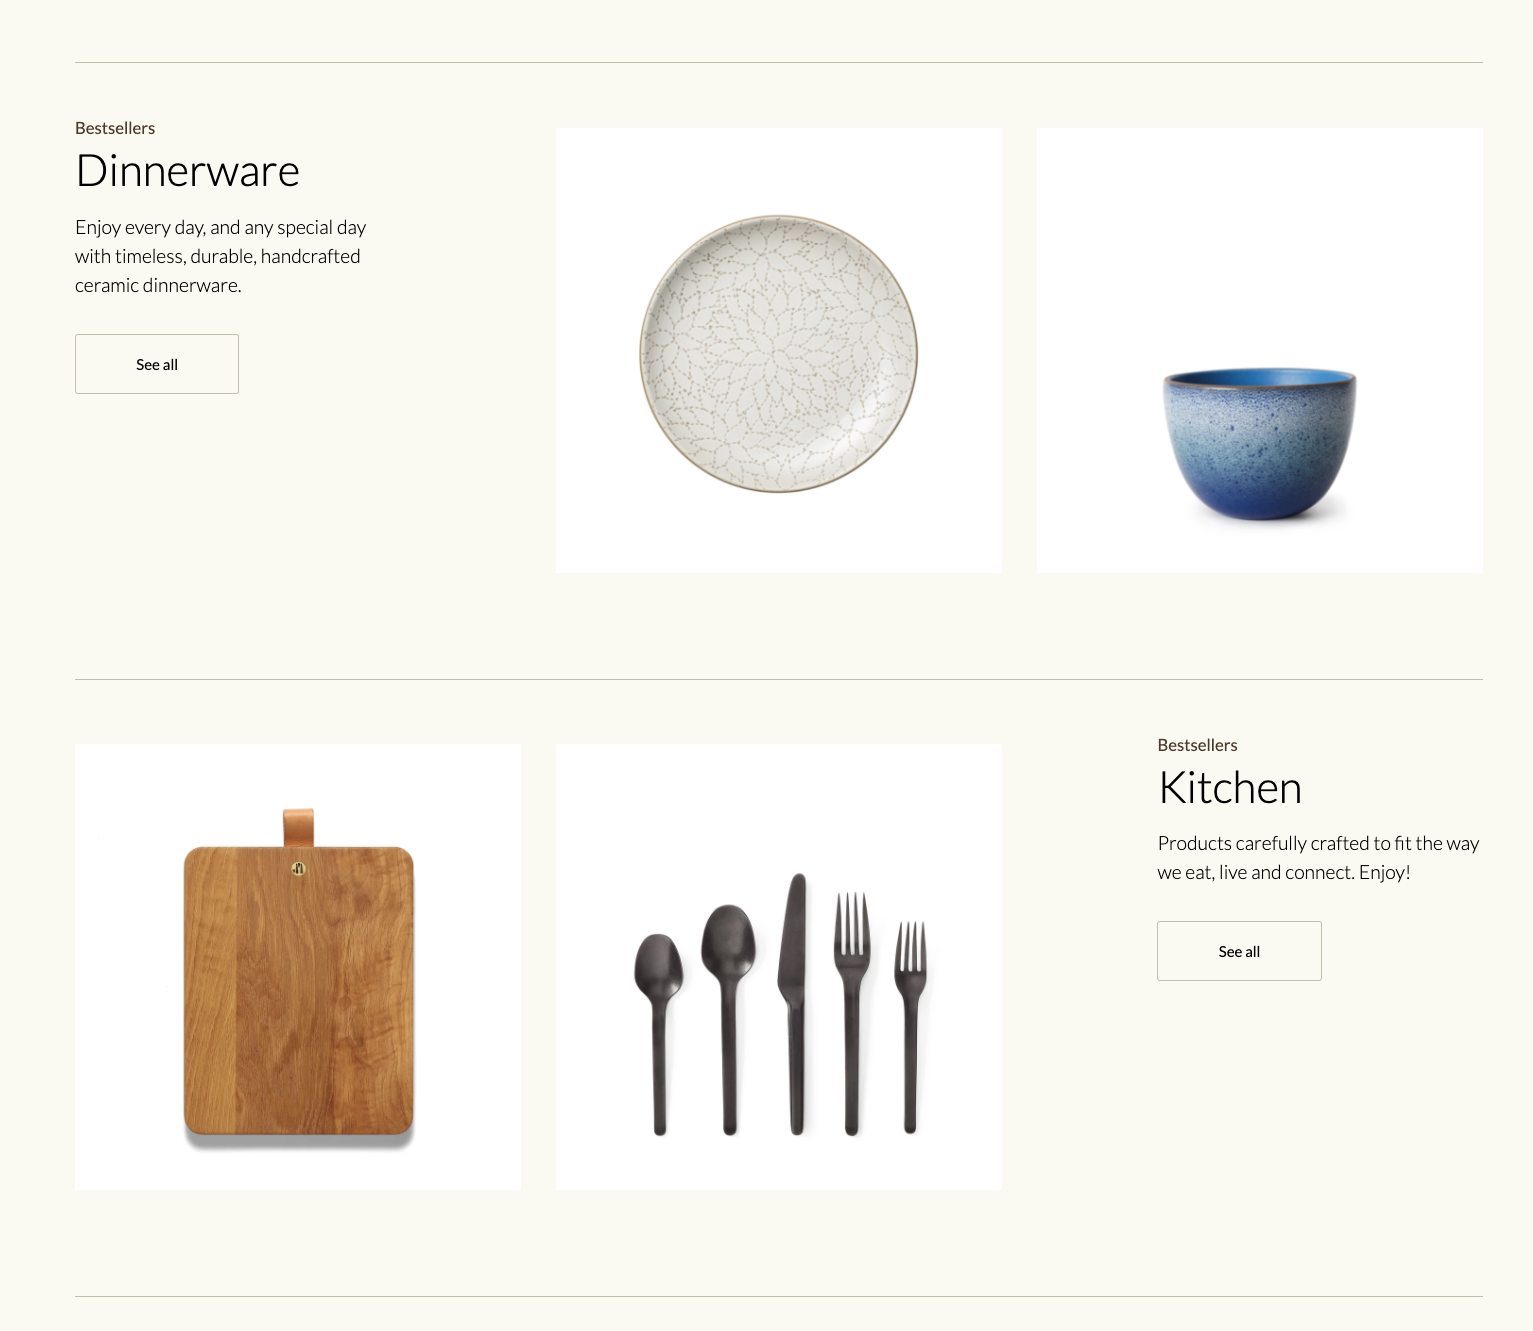 Bestsellers
Dinnerware
Enjoy every day, and any special day
with timeless, durable, handcrafted
ceramic dinnerware.
See all
Bestsellers
Kitchen
Products carefully crafted to fit the way
we eat, live and connect. Enjoy!
See all